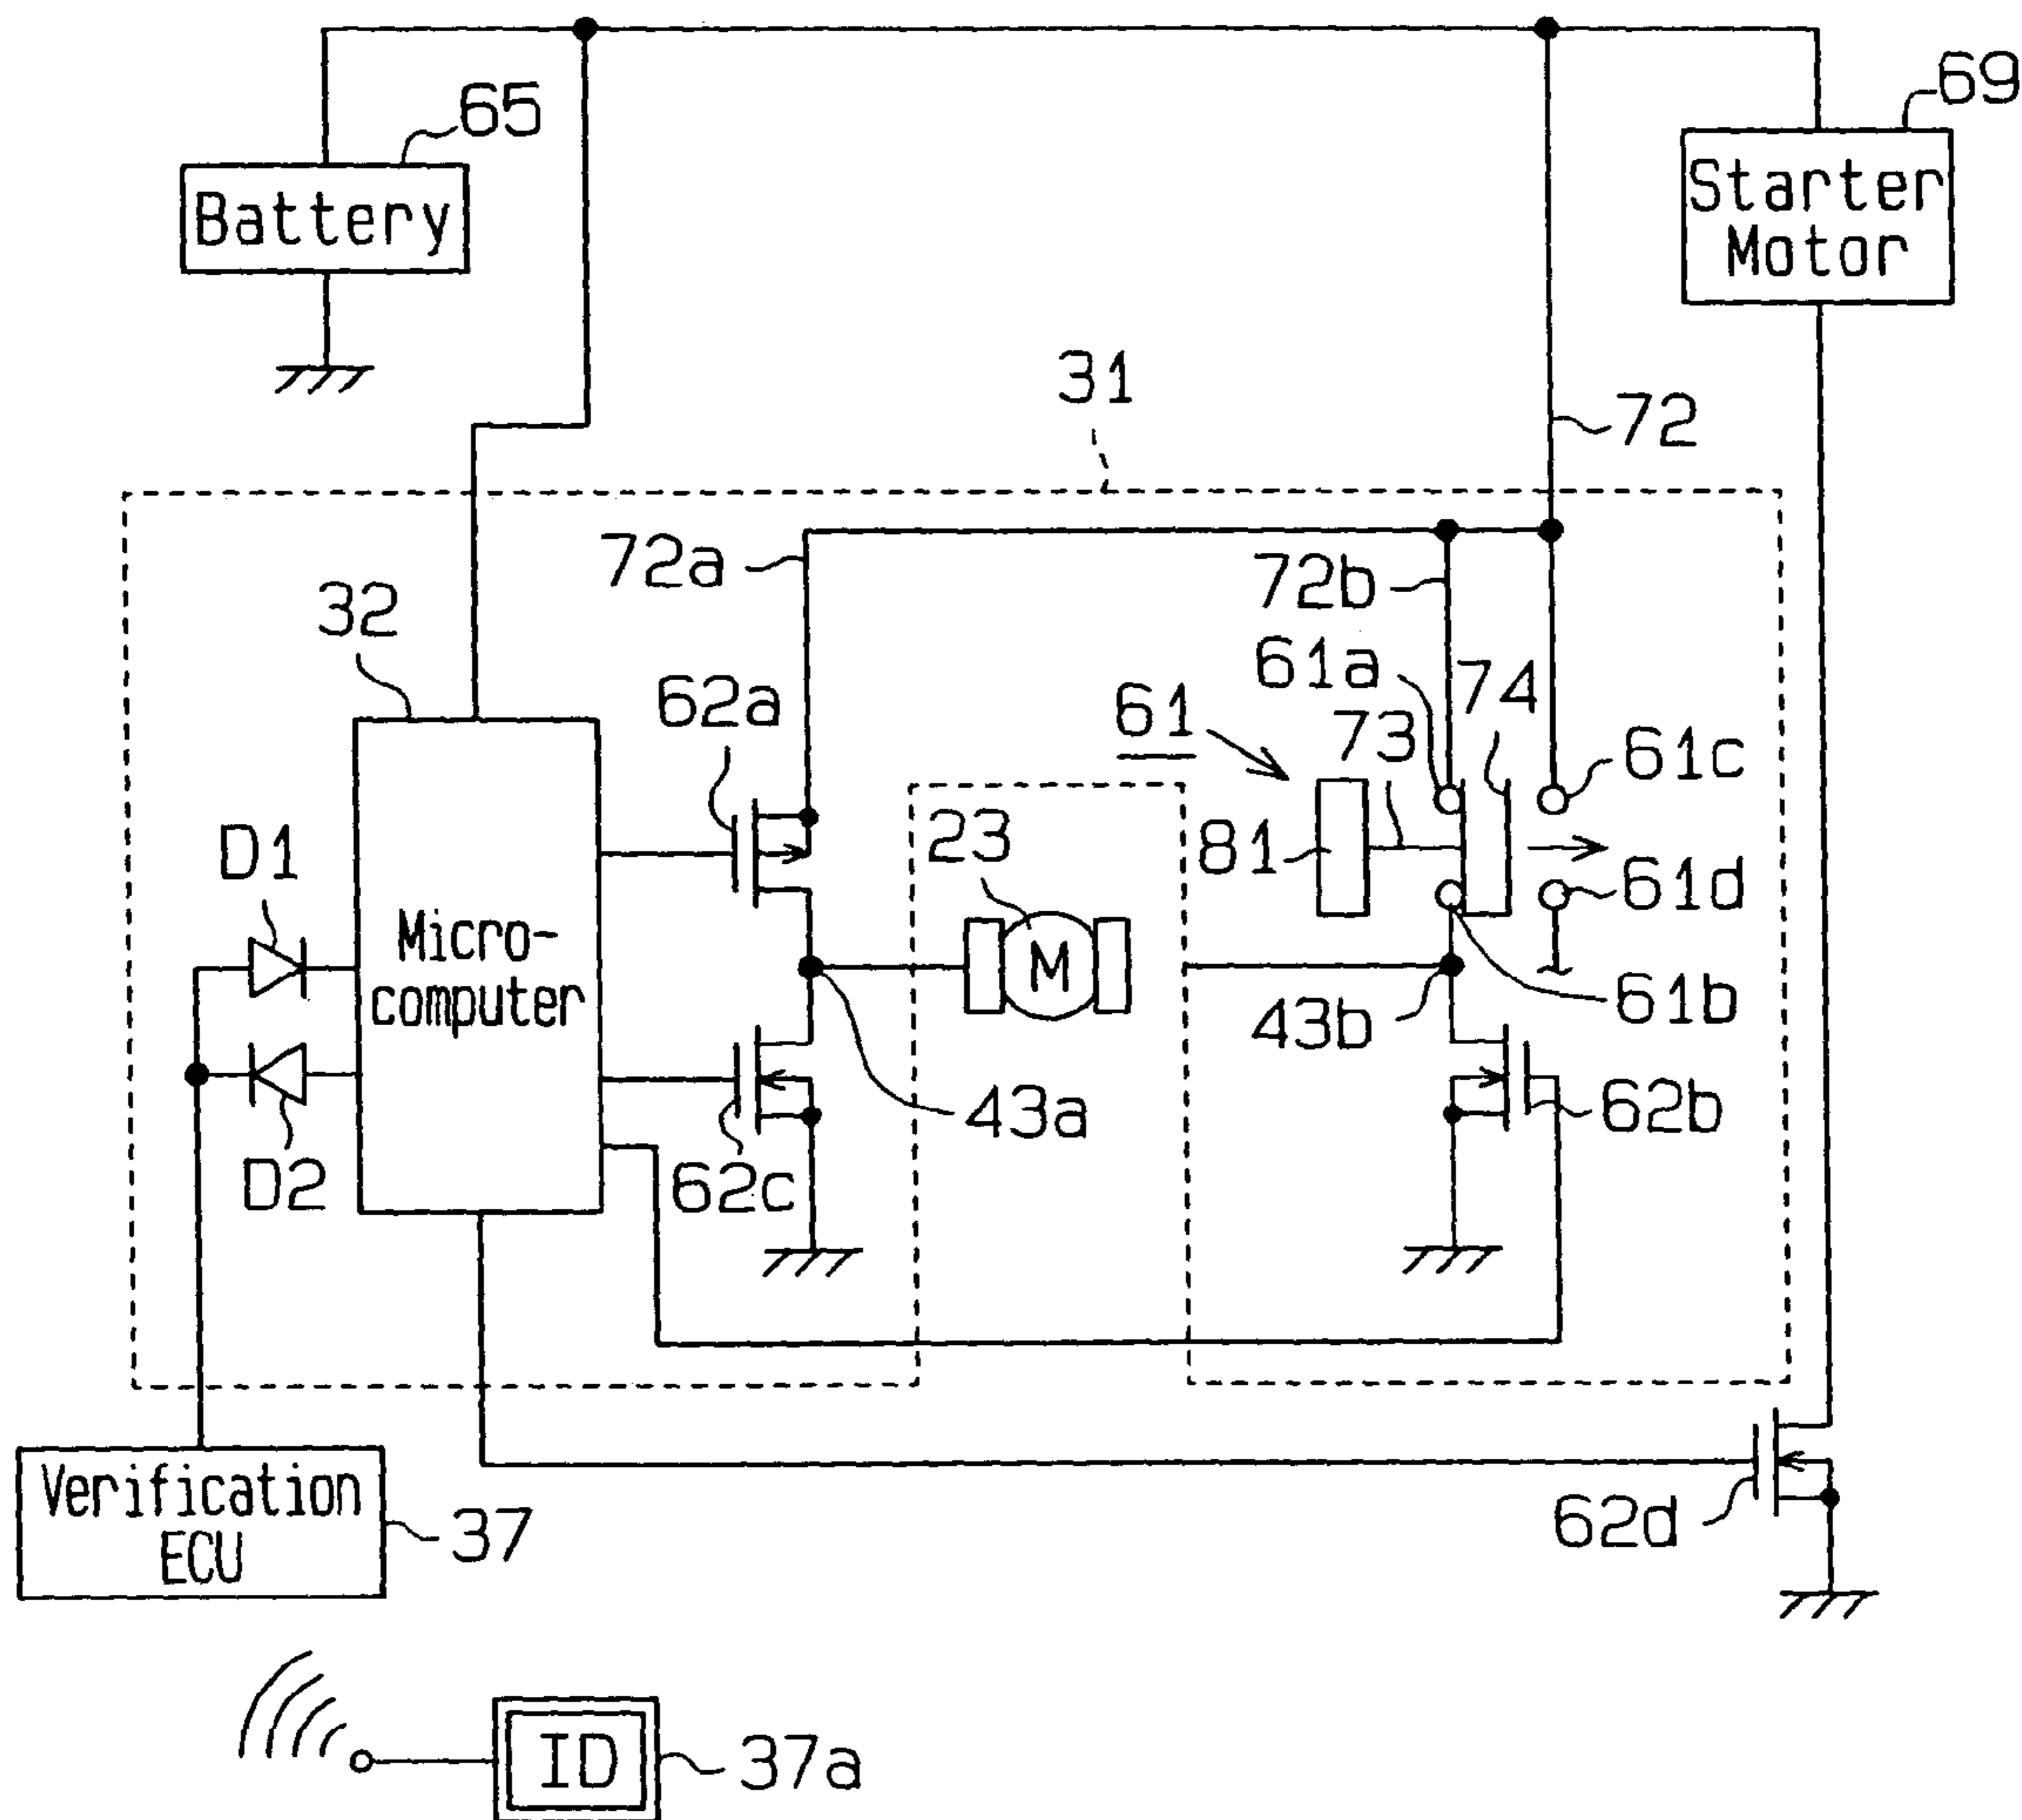 65
69
Battery
Starter
Motor
31
72
72a
72b
32
61a
74
62a
61
73
61c
D1
23
81
61d
Micro-
computer
M
61b
43b
43a
62b
D2
62c
Verification
ECU
37
62d
ID
37a